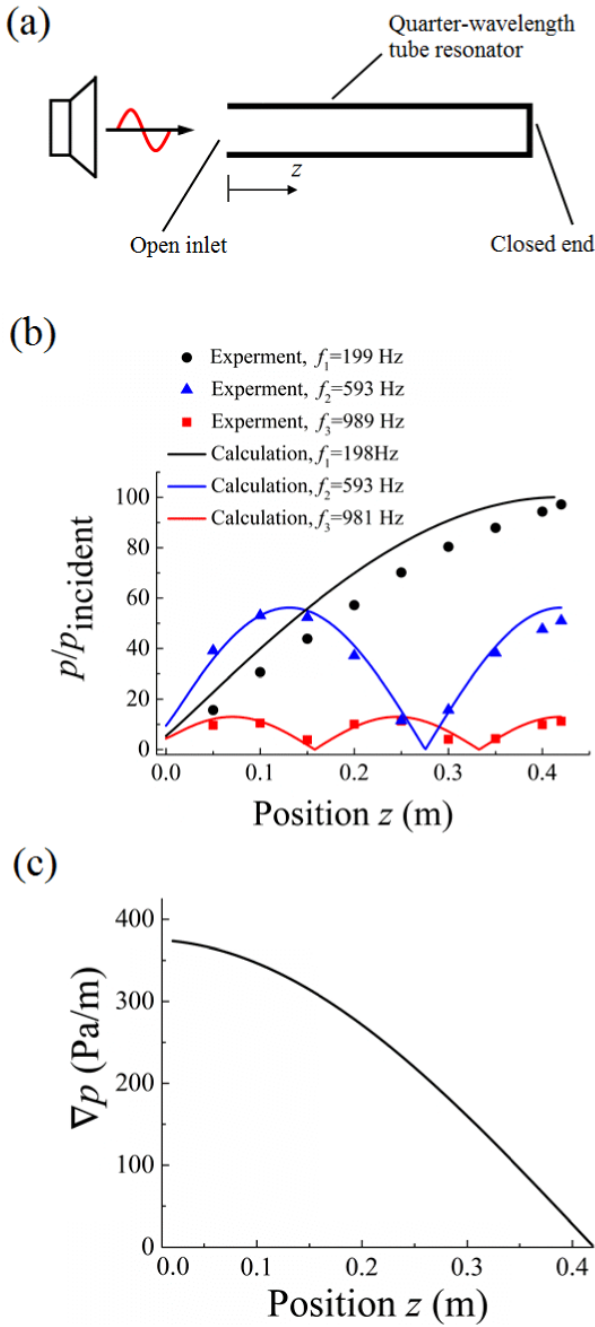 (a)
Quarter-wavelength
tube resonator
z
Open inlet
Closed end
(b)
Experment, f1=199 Hz
Experment, f2=593 Hz
Experment, f3=989 Hz
Calculation, f1=198Hz
Calculation, f2=593 Hz
Calculation, f3=981 Hz
p/pincident
100
80
60
40
20
0
0.0 0.1 0.2 0.3 0.4
Position z (m)
(c)
∇p (Pa/m)
400
300
200
100
0
0.0 0.1 0.2 0.3 0.4
Position z (m)